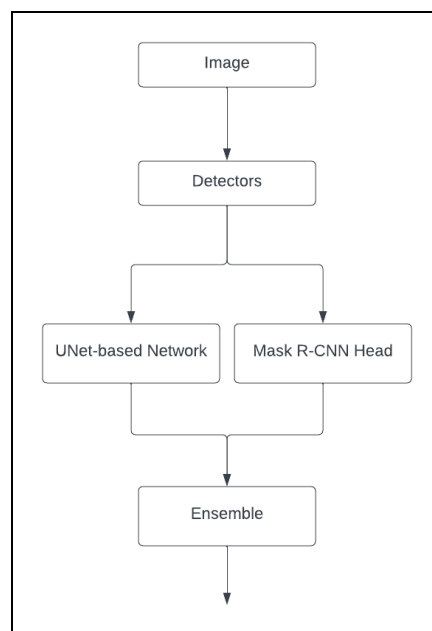 Image
Detectors
UNet-based Network
Mask R-CNN Head
Ensemble